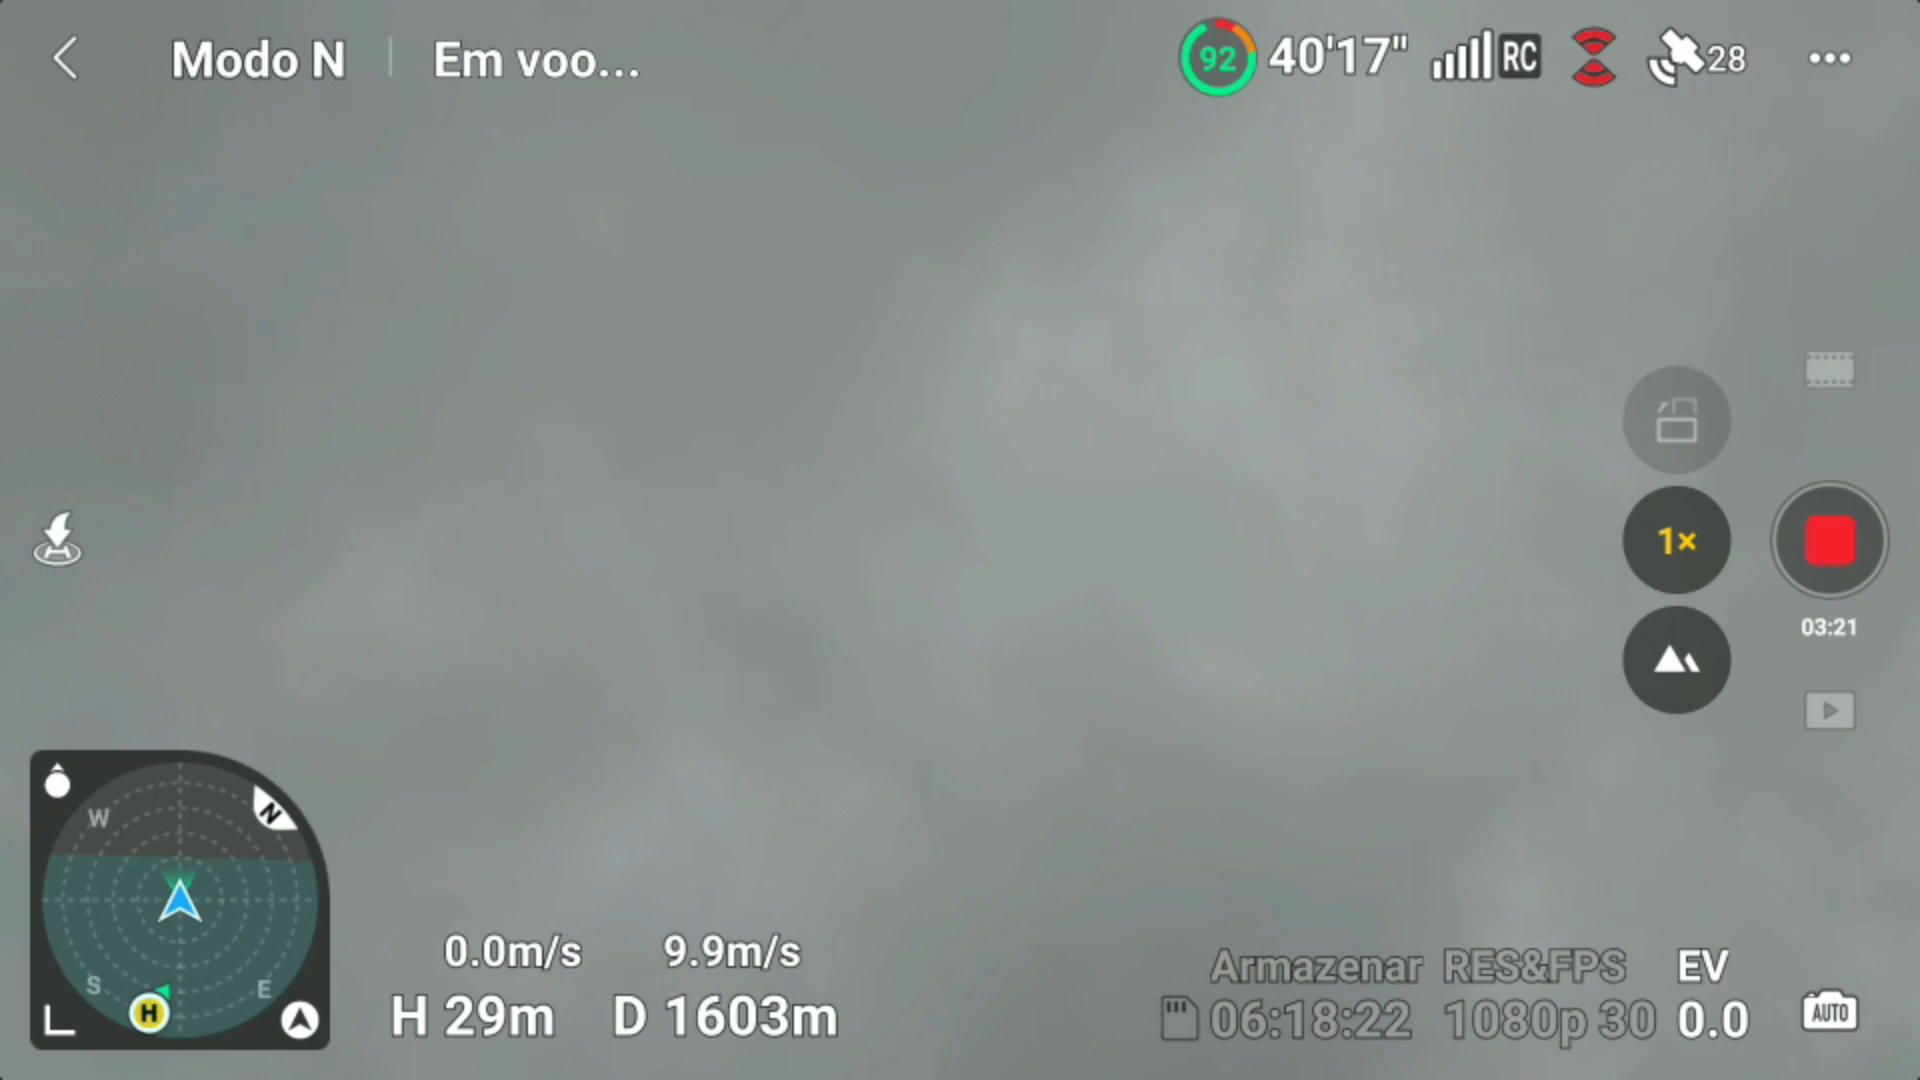 Modo N | Em voo...
92 40'17" RC 28
1×
03:21
W N
S E
H
0.0m/s 9.9m/s
H 29m D 1603m
Armazenar RES&FPS EV
06:18:22 1080p 30 0.0
AUTO